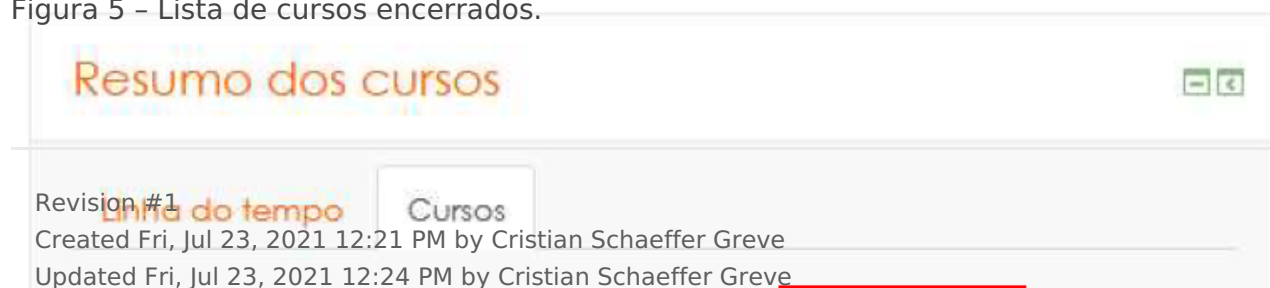 Figura 5 – Lista de cursos encerrados.
Resumo dos cursos
Linha do tempo Cursos
Revision #1
Created Fri, Jul 23, 2021 12:21 PM by Cristian Schaeffer Greve
Updated Fri, Jul 23, 2021 12:24 PM by Cristian Schaeffer Greve